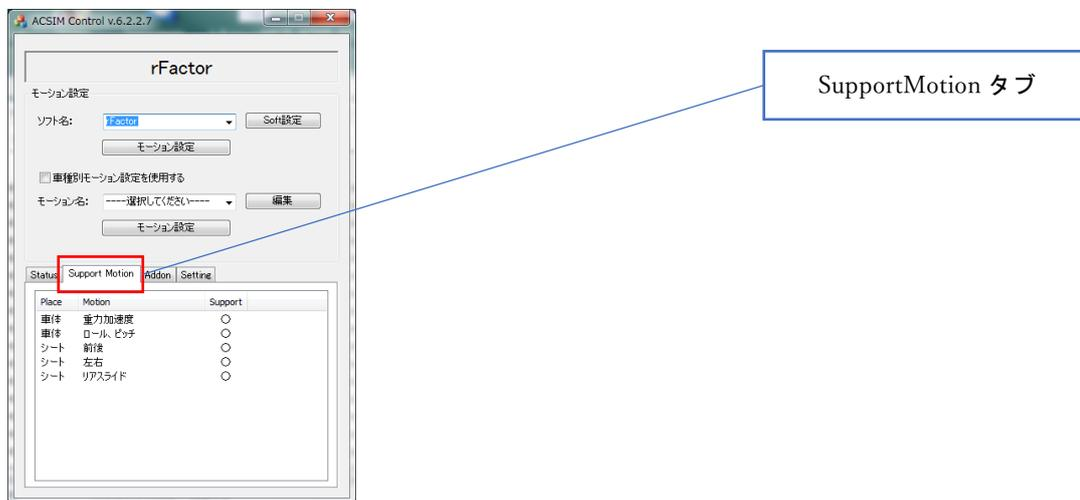 ACSIM Control v.6.2.2.7
rFactor
モーション設定
ソフト名: rFactor Soft設定
モーション設定
車種別モーション設定を使用する
モーション名: ----選択してください---- 編集
モーション設定
Status Support Motion Addon Setting
Place Motion Support
車体 重力加速度 ○
車体 ロール、ピッチ ○
シート 前後 ○
シート 左右 ○
シート リアスライド ○
SupportMotion タブ